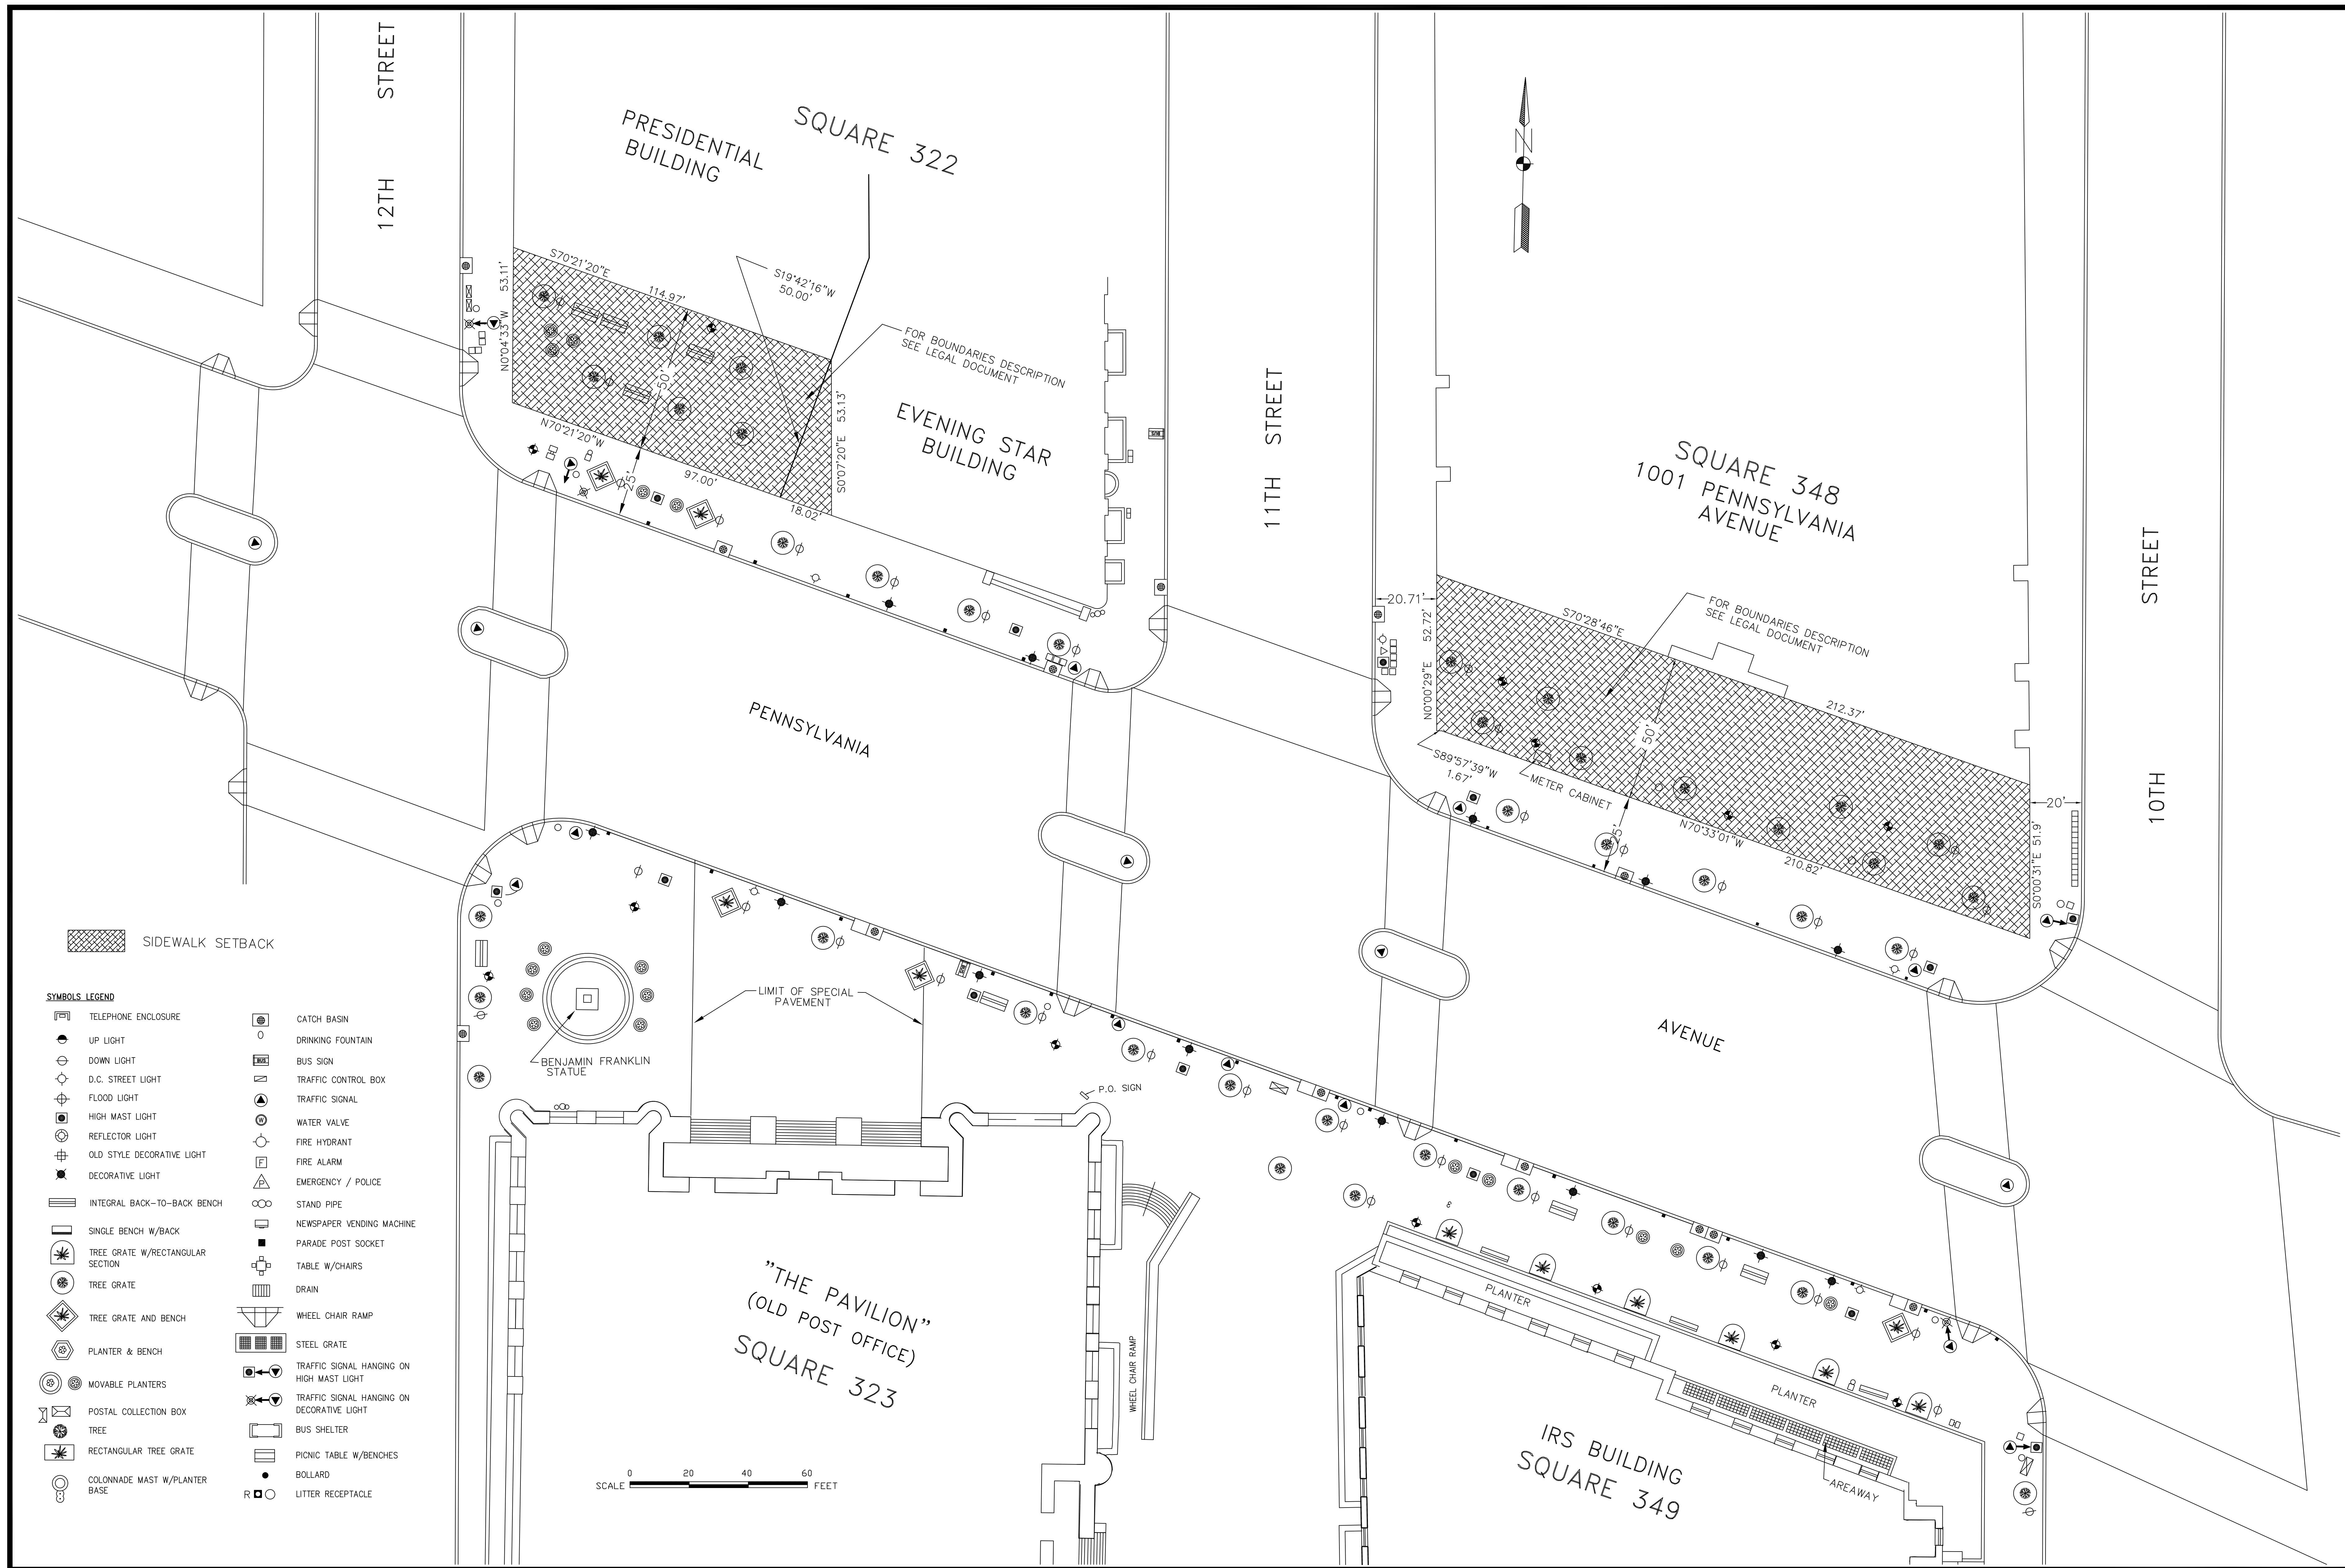 12TH STREET
PRESIDENTIAL
BUILDING
SQUARE 322
N
S70°21'20"E
114.97'
N0°04'33"W 53.11'
S19°42'16"W
50.00'
FOR BOUNDARIES DESCRIPTION
SEE LEGAL DOCUMENT
50'
S0°07'20"E 53.13'
N70°21'20"W
97.00'
18.02'
25'
EVENING STAR
BUILDING
BUS
11TH STREET
SQUARE 348
1001 PENNSYLVANIA
AVENUE
10TH STREET
20.71'
N0°00'29"E 52.72'
S70°28'46"E
FOR BOUNDARIES DESCRIPTION
SEE LEGAL DOCUMENT
212.37'
50'
S89°57'39"W
1.67'
METER CABINET
25'
N70°33'01"W
210.82'
20'
S0°00'31"E 51.9'
PENNSYLVANIA
AVENUE
SIDEWALK SETBACK
LIMIT OF SPECIAL
PAVEMENT
BENJAMIN FRANKLIN
STATUE
BUS
P.O. SIGN
SYMBOLS LEGEND
TELEPHONE ENCLOSURE
UP LIGHT
DOWN LIGHT
D.C. STREET LIGHT
FLOOD LIGHT
HIGH MAST LIGHT
REFLECTOR LIGHT
OLD STYLE DECORATIVE LIGHT
DECORATIVE LIGHT
INTEGRAL BACK-TO-BACK BENCH
SINGLE BENCH W/BACK
TREE GRATE W/RECTANGULAR
SECTION
TREE GRATE
TREE GRATE AND BENCH
PLANTER & BENCH
MOVABLE PLANTERS
POSTAL COLLECTION BOX
TREE
RECTANGULAR TREE GRATE
COLONNADE MAST W/PLANTER
BASE
CATCH BASIN
DRINKING FOUNTAIN
BUS BUS SIGN
TRAFFIC CONTROL BOX
TRAFFIC SIGNAL
W WATER VALVE
FIRE HYDRANT
F FIRE ALARM
P EMERGENCY / POLICE
STAND PIPE
NEWSPAPER VENDING MACHINE
PARADE POST SOCKET
TABLE W/CHAIRS
DRAIN
WHEEL CHAIR RAMP
STEEL GRATE
TRAFFIC SIGNAL HANGING ON
HIGH MAST LIGHT
TRAFFIC SIGNAL HANGING ON
DECORATIVE LIGHT
BUS SHELTER
PICNIC TABLE W/BENCHES
BOLLARD
R LITTER RECEPTACLE
"THE PAVILION"
(OLD POST OFFICE)
SQUARE 323
WHEEL CHAIR RAMP
SCALE 0 20 40 60 FEET
PLANTER
PLANTER
IRS BUILDING
SQUARE 349
AREAWAY